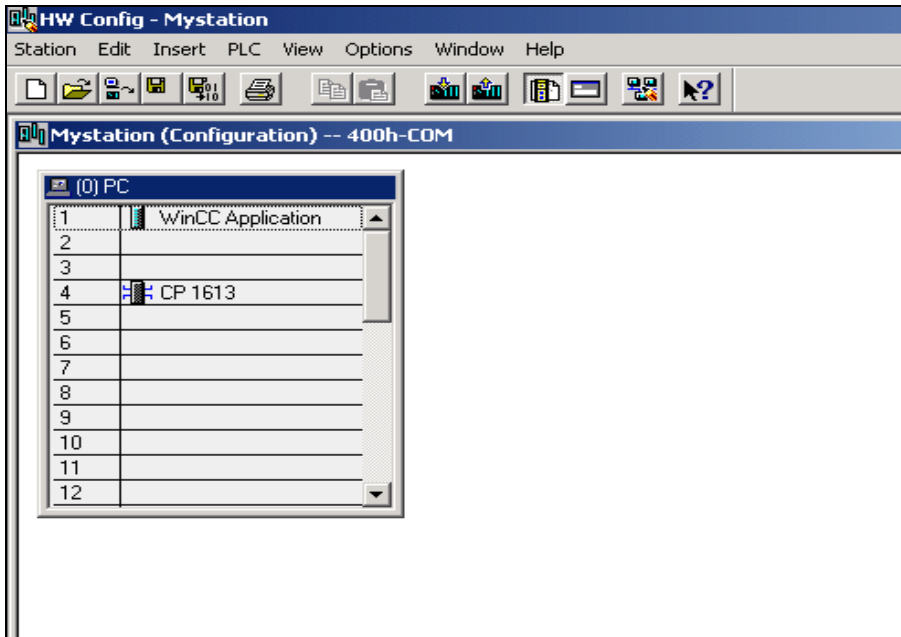 HW Config - Mystation
Station Edit Insert PLC View Options Window Help
Mystation (Configuration) -- 400h-COM
(0) PC
1 WinCC Application
2
3
4 CP 1613
5
6
7
8
9
10
11
12